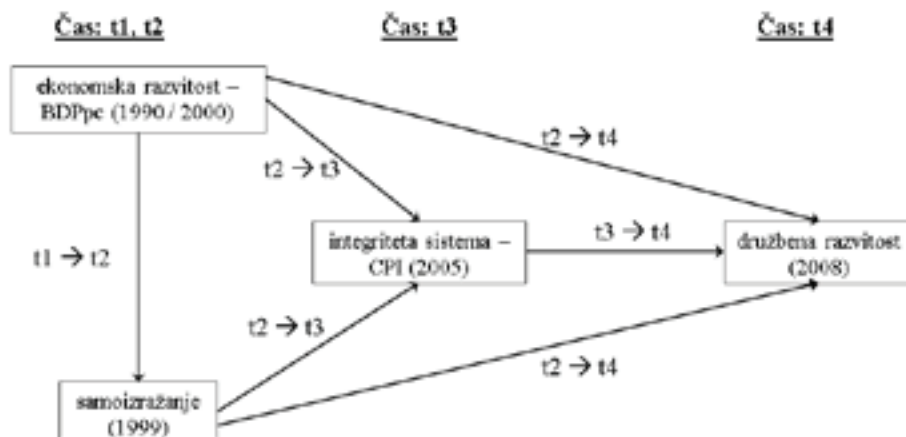 Čas: t1, t2
Čas: t3
Čas: t4
ekonomska razvitost –
BDPpc (1990 / 2000)
t2 → t4
t2 → t3
t1 → t2
integriteta sistema –
CPI (2005)
t3 → t4
družbena razvitost
(2008)
t2 → t3
t2 → t4
samoizražanje
(1999)